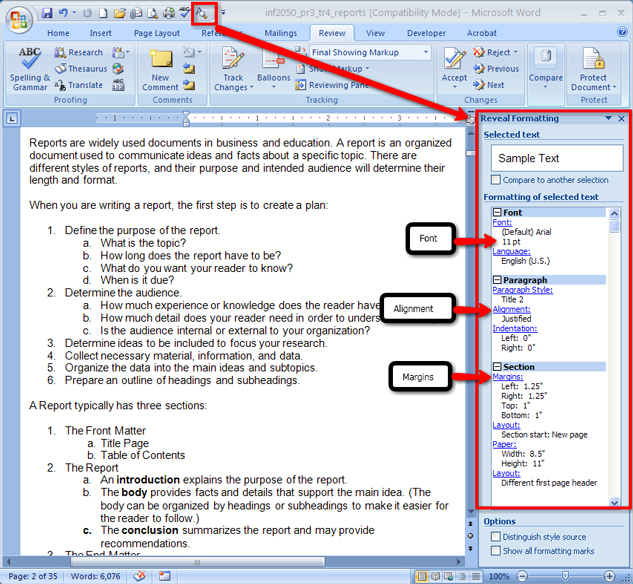 inf2050_pr3_tr4_reports [Compatibility Mode] - Microsoft Word
Home Insert Page Layout Mailings Review View Developer Acrobat
ABC
Spelling & Grammar
Research
Thesaurus
Translate
ABC
123
Proofing
New Comment
Comments
Track Changes
Balloons
Final Showing Markup
Show Markup
Reviewing Pane
Tracking
Accept
Reject
Previous
Next
Changes
Compare
Protect Document
Protect
1 1 2 3
Reports are widely used documents in business and education. A report is an organized
document used to communicate ideas and facts about a specific topic. There are
different styles of reports, and their purpose and intended audience will determine their
length and format.
When you are writing a report, the first step is to create a plan:
1. Define the purpose of the report.
a. What is the topic?
b. How long does the report have to be?
c. What do you want your reader to know?
d. When is it due?
2. Determine the audience.
a. How much experience or knowledge does the reader have
b. How much detail does your reader need in order to unders
c. Is the audience internal or external to your organization?
3. Determine ideas to be included to focus your research.
4. Collect necessary material, information, and data.
5. Organize the data into the main ideas and subtopics.
6. Prepare an outline of headings and subheadings.
A Report typically has three sections:
1. The Front Matter
a. Title Page
b. Table of Contents
2. The Report
a. An introduction explains the purpose of the report.
b. The body provides facts and details that support the main idea. (The
body can be organized by headings or subheadings to make it easier for
the reader to follow.)
c. The conclusion summarizes the report and may provide
recommendations.
3. The End Matter
Font
Alignment
Margins
Reveal Formatting
Selected text
Sample Text
Compare to another selection
Formatting of selected text
Font
Font:
(Default) Arial
11 pt
Language:
English (U.S.)
Paragraph
Paragraph Style:
Title 2
Alignment:
Justified
Indentation:
Left: 0"
Right: 0"
Section
Margins:
Left: 1.25"
Right: 1.25"
Top: 1"
Bottom: 1"
Layout:
Section start: New page
Paper:
Width: 8.5"
Height: 11"
Layout:
Different first page header
Options
Distinguish style source
Show all formatting marks
Page: 2 of 35 Words: 6,076 100%